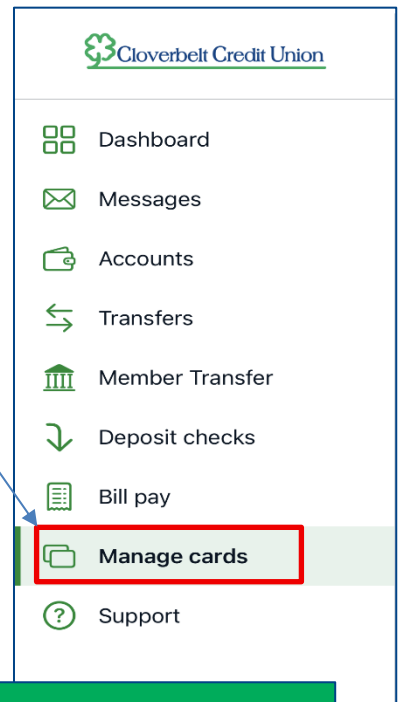 Cloverbelt Credit Union
Dashboard
Messages
Accounts
Transfers
Member Transfer
Deposit checks
Bill pay
Manage cards
Support